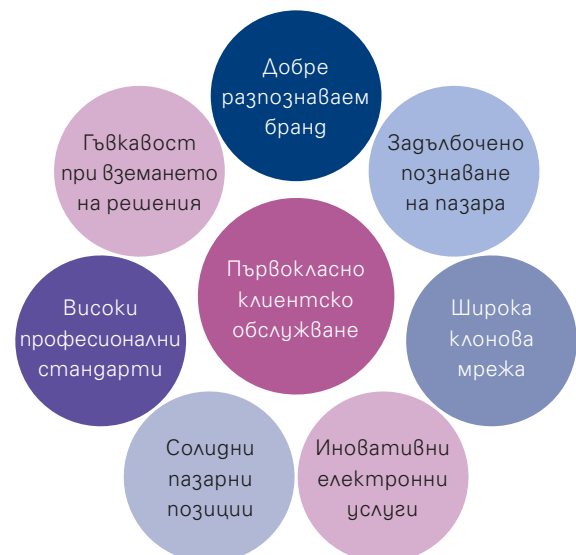 Добре
разпознаваем
бранд
Гъвкавост
при вземането
на решения
Задълбочено
познаване
на пазара
Първокласно
клиентско
обслужване
Високи
професионални
стандарти
Широка
клонова
мрежа
Солидни
пазарни
позиции
Иновативни
електронни
услуги